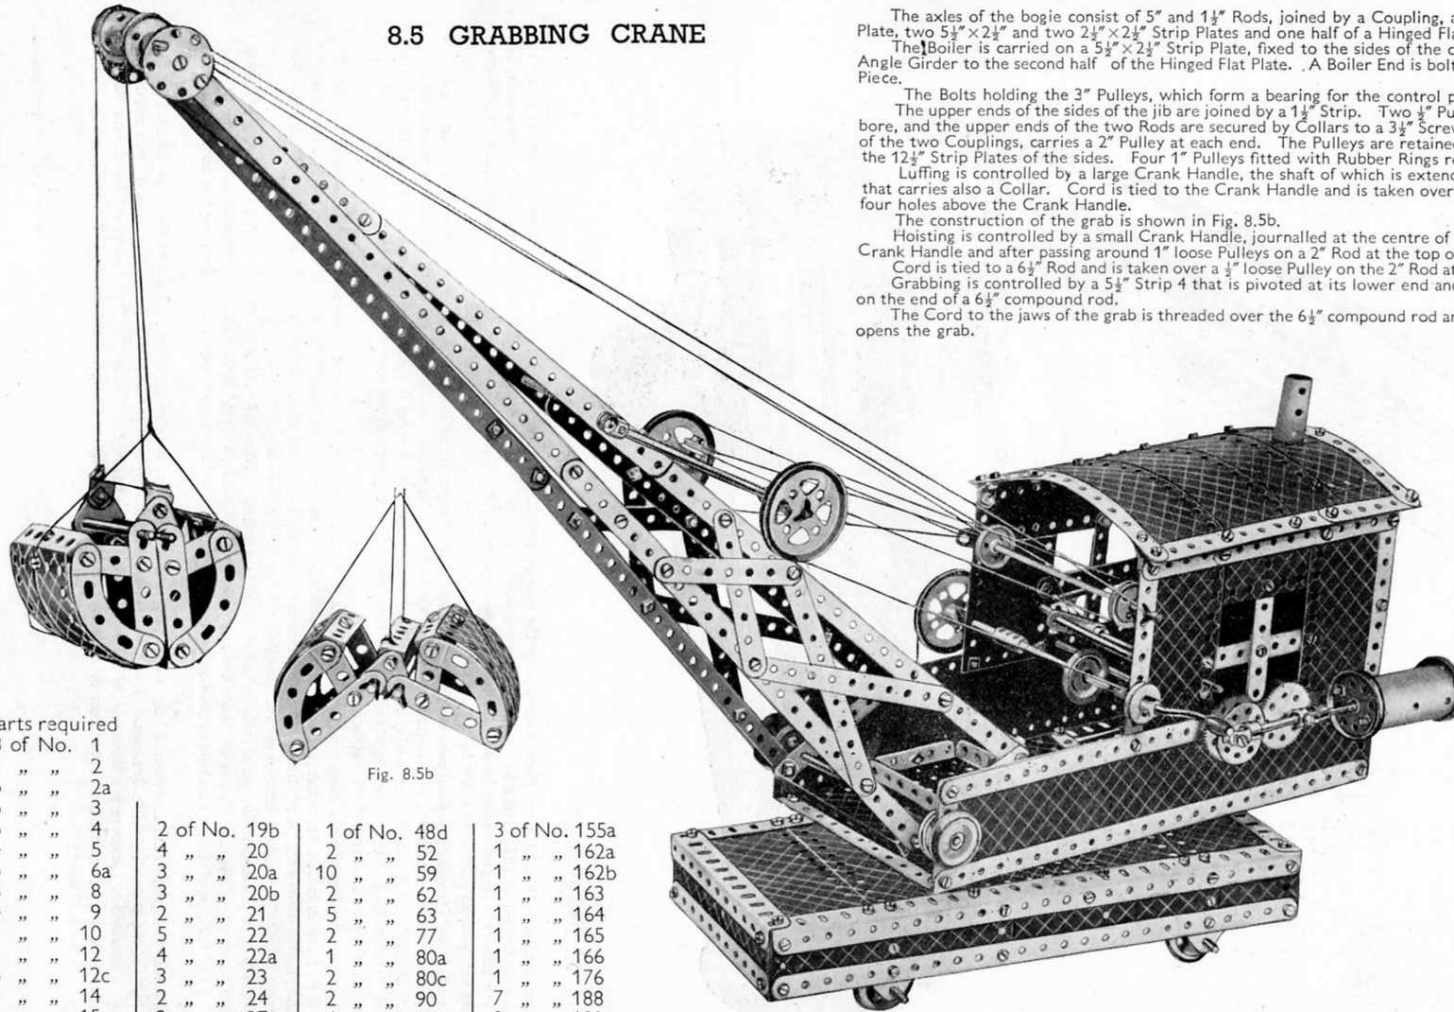 8.5 GRABBING CRANE
The axles of the bogie consist of 5″ and 1½″ Rods, joined by a Coupling,
Plate, two 5½″×2½″ and two 2½″×2½″ Strip Plates and one half of a Hinged
The Boiler is carried on a 5½″×2½″ Strip Plate, fixed to the sides of the
Angle Girder to the second half of the Hinged Flat Plate. A Boiler End is
Piece.
The Bolts holding the 3″ Pulleys, which form a bearing for the control
The upper ends of the sides of the jib are joined by a 1½″ Strip. Two ½″
bore, and the upper ends of the two Rods are secured by Collars to a 3½″
of the two Couplings, carries a 2″ Pulley at each end. The Pulleys are
the 12½″ Strip Plates of the sides. Four 1″ Pulleys fitted with Rubber Rings
Luffing is controlled by a large Crank Handle, the shaft of which is
that carries also a Collar. Cord is tied to the Crank Handle and is taken over
four holes above the Crank Handle.
The construction of the grab is shown in Fig. 8.5b.
Hoisting is controlled by a small Crank Handle, journalled at the centre of
Crank Handle and after passing around 1″ loose Pulleys on a 2″ Rod at the top
Cord is tied to a 6½″ Rod and is taken over a ½″ loose Pulley on the 2″ Rod
Grabbing is controlled by a 5½″ Strip 4 that is pivoted at its lower end
on the end of a 6½″ compound rod.
The Cord to the jaws of the grab is threaded over the 6½″ compound rod
opens the grab.
Fig. 8.5b
required
of No. 1
„ „ 2
„ „ 2a
„ „ 3
„ „ 4
„ „ 5
„ „ 6a
„ „ 8
„ „ 9
„ „ 10
„ „ 12
„ „ 12c
„ „ 14
2 of No. 19b
4 „ „ 20
3 „ „ 20a
3 „ „ 20b
2 „ „ 21
5 „ „ 22
4 „ „ 22a
3 „ „ 23
2 „ „ 24
1 of No. 48d
2 „ „ 52
10 „ „ 59
2 „ „ 62
5 „ „ 63
2 „ „ 77
1 „ „ 80a
2 „ „ 80c
2 „ „ 90
3 of No. 155a
1 „ „ 162a
1 „ „ 162b
1 „ „ 163
1 „ „ 164
1 „ „ 165
1 „ „ 166
1 „ „ 176
7 „ „ 188